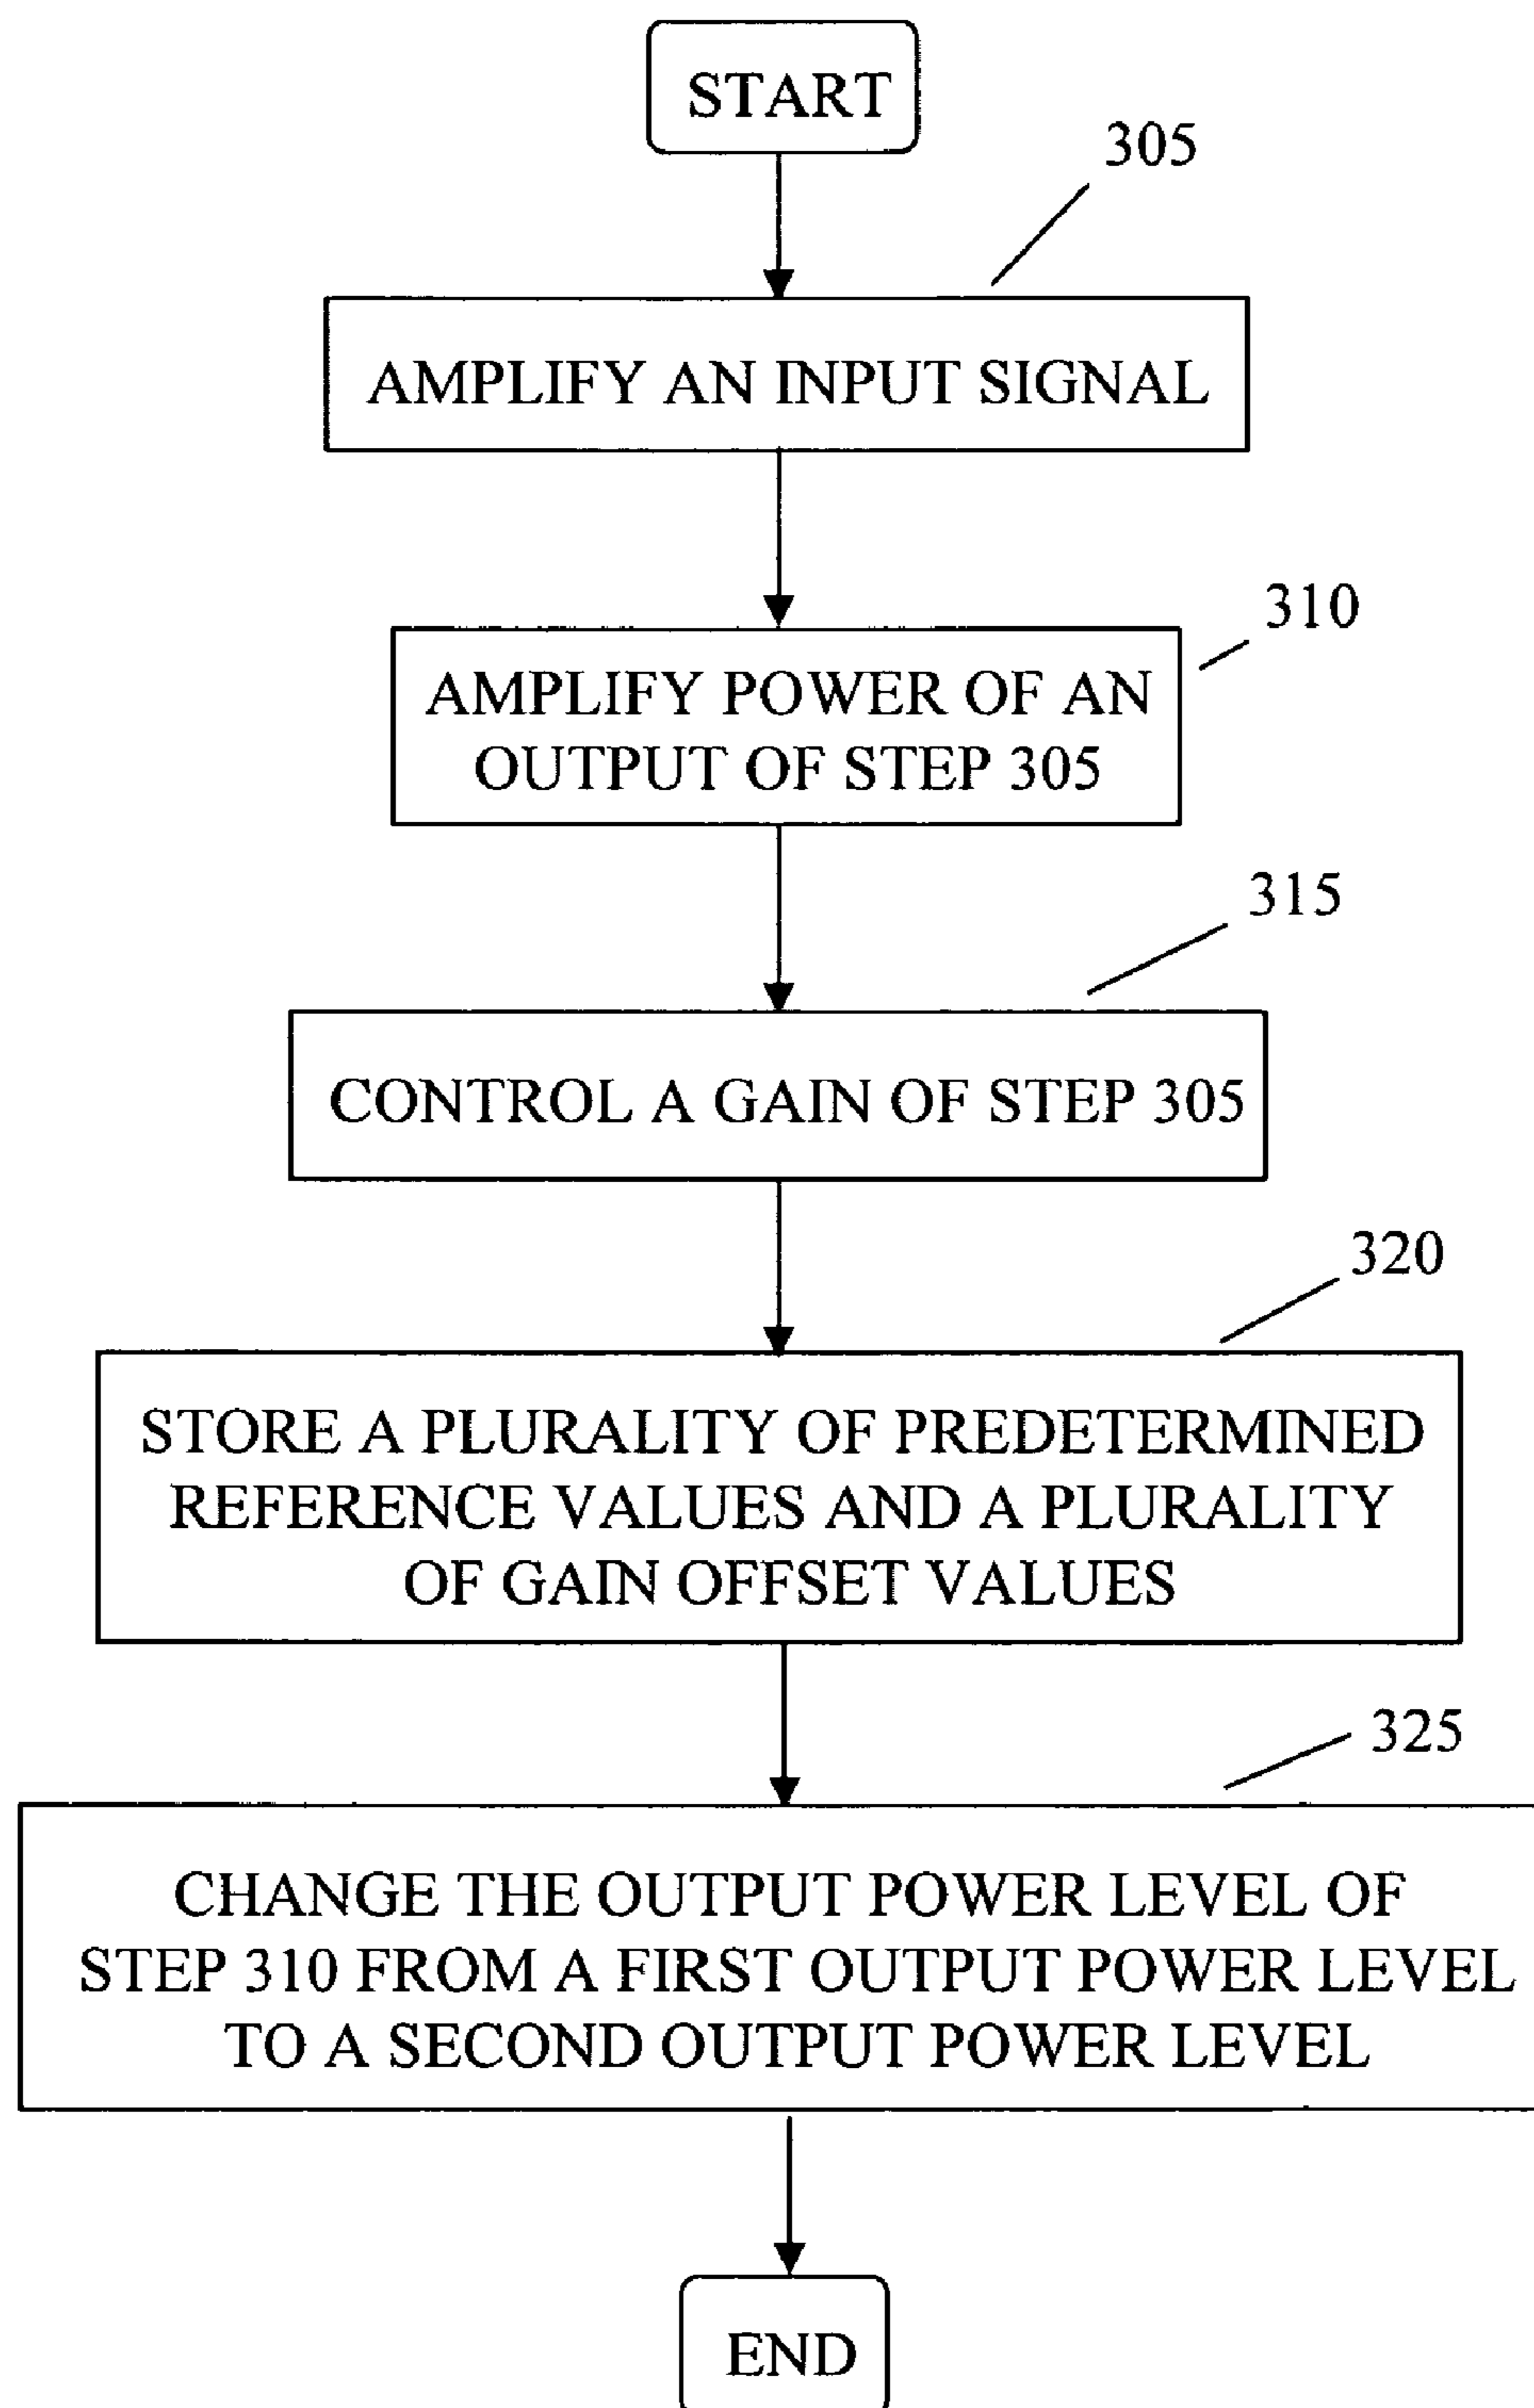 START
305
AMPLIFY AN INPUT SIGNAL
310
AMPLIFY POWER OF AN
OUTPUT OF STEP 305
315
CONTROL A GAIN OF STEP 305
320
STORE A PLURALITY OF PREDETERMINED
REFERENCE VALUES AND A PLURALITY
OF GAIN OFFSET VALUES
325
CHANGE THE OUTPUT POWER LEVEL OF
STEP 310 FROM A FIRST OUTPUT POWER LEVEL
TO A SECOND OUTPUT POWER LEVEL
END